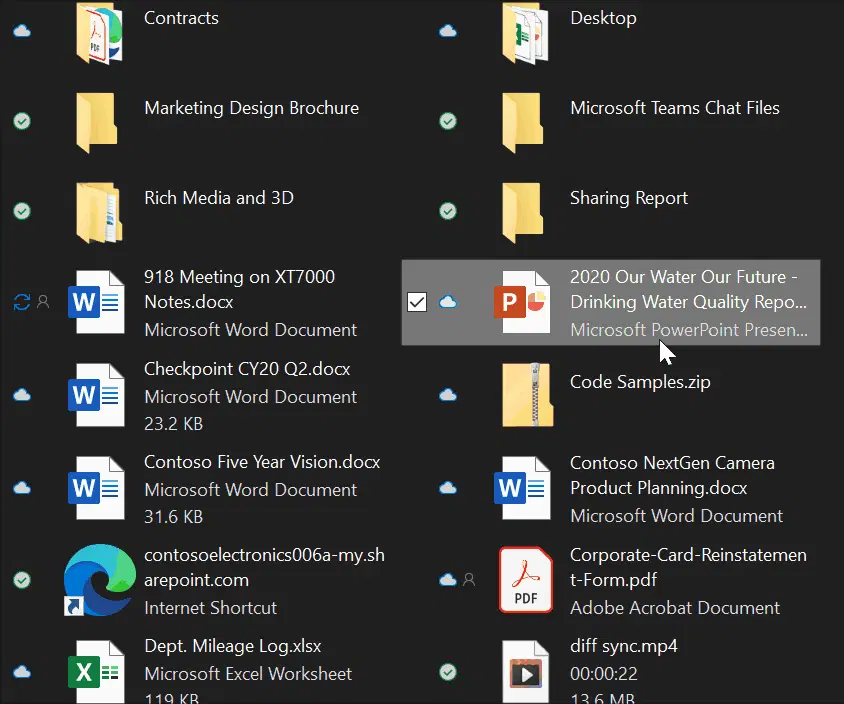 Contracts
Desktop
Marketing Design Brochure
Microsoft Teams Chat Files
Rich Media and 3D
Sharing Report
918 Meeting on XT7000
Notes.docx
Microsoft Word Document
2020 Our Water Our Future -
Drinking Water Quality Repo...
Microsoft PowerPoint Presen...
Checkpoint CY20 Q2.docx
Microsoft Word Document
23.2 KB
Code Samples.zip
Contoso Five Year Vision.docx
Microsoft Word Document
31.6 KB
Contoso NextGen Camera
Product Planning.docx
Microsoft Word Document
contosoelectronics006a-my.sh
arepoint.com
Internet Shortcut
PDF
Corporate-Card-Reinstatemen
t-Form.pdf
Adobe Acrobat Document
Dept. Mileage Log.xlsx
Microsoft Excel Worksheet
119 KB
diff sync.mp4
00:00:22
13.6 MB